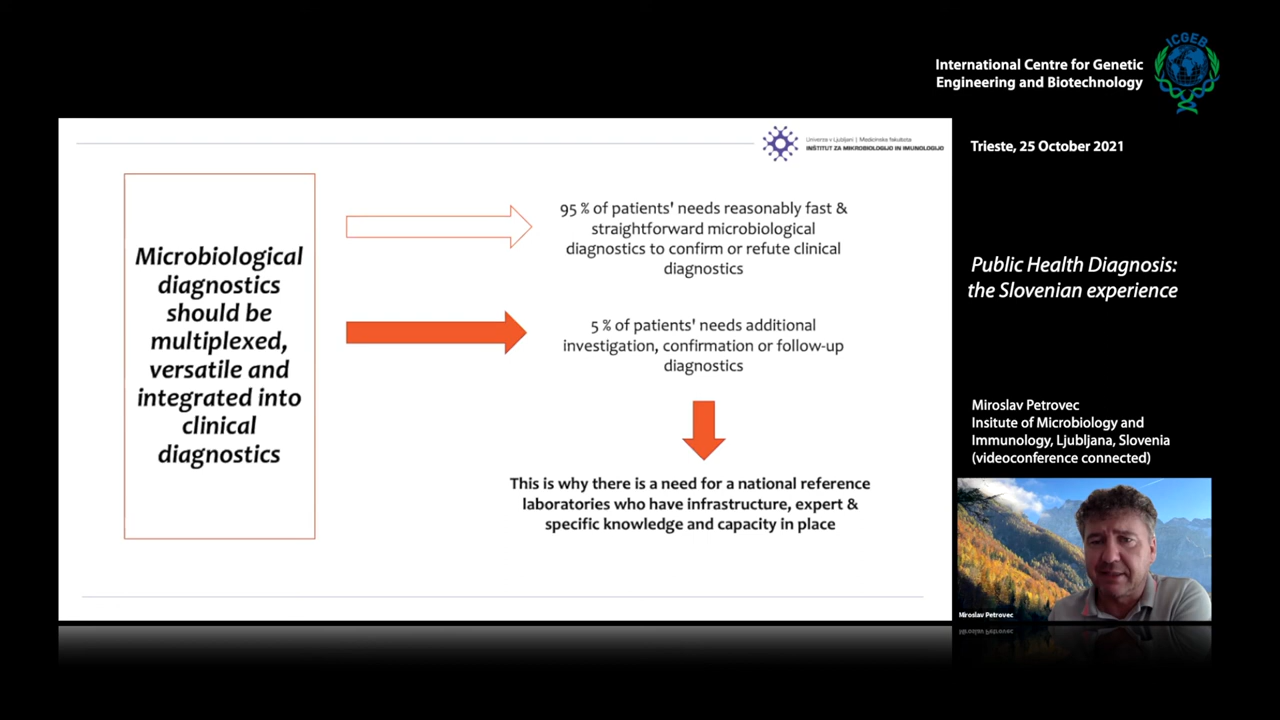 ICGEB
International Centre for Genetic
Engineering and Biotechnology
Univerza v Ljubljani | Medicinska fakulteta
INŠTITUT ZA MIKROBIOLOGIJO IN IMUNOLOGIJO
Trieste, 25 October 2021
Microbiological
diagnostics
should be
multiplexed,
versatile and
integrated into
clinical
diagnostics
95 % of patients' needs reasonably fast &
straightforward microbiological
diagnostics to confirm or refute clinical
diagnostics
5 % of patients' needs additional
investigation, confirmation or follow-up
diagnostics
This is why there is a need for a national reference
laboratories who have infrastructure, expert &
specific knowledge and capacity in place
Public Health Diagnosis:
the Slovenian experience
Miroslav Petrovec
Insitute of Microbiology and
Immunology, Ljubljana, Slovenia
(videoconference connected)
Miroslav Petrovec